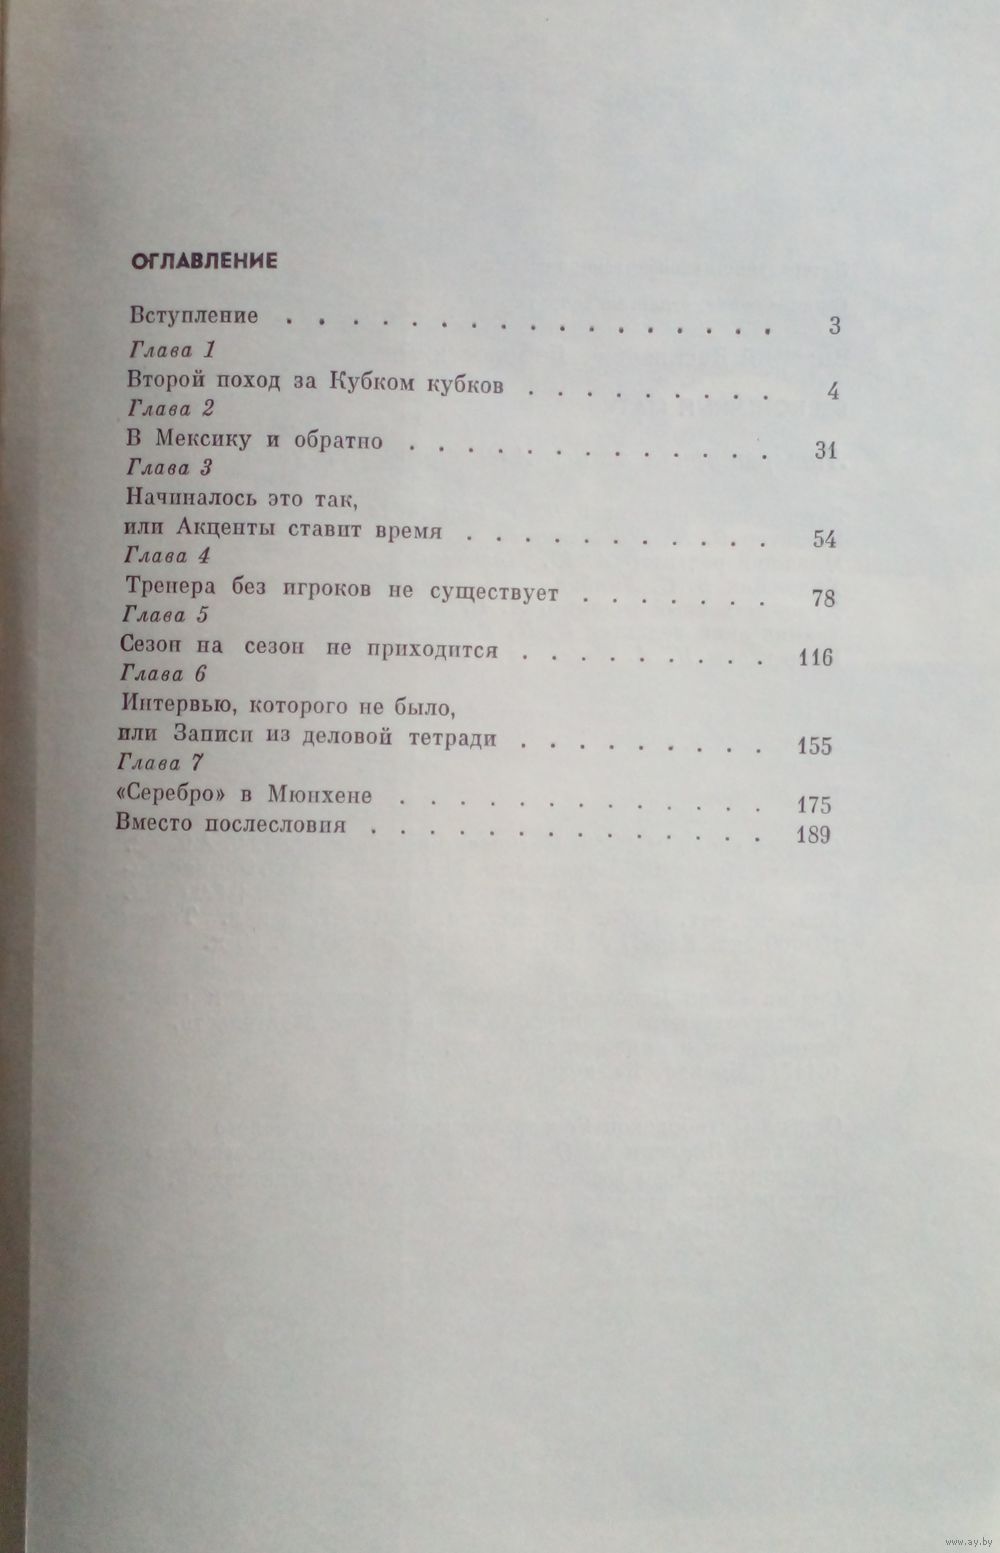 ОГЛАВЛЕНИЕ
Вступление . . . . . . . . . . . . . . . . . 3
Глава 1
Второй поход за Кубком кубков . . . . . . . . . 4
Глава 2
В Мексику и обратно . . . . . . . . . . . . . 31
Глава 3
Начиналось это так,
или Акценты ставит время . . . . . . . . . . . 54
Глава 4
Тренера без игроков не существует . . . . . . . 78
Глава 5
Сезон на сезон не приходится . . . . . . . . . 116
Глава 6
Интервью, которого не было,
или Записи из деловой тетради . . . . . . . . . 155
Глава 7
«Серебро» в Мюнхене . . . . . . . . . . . . . 175
Вместо послесловия . . . . . . . . . . . . . . 189
www.ay.by